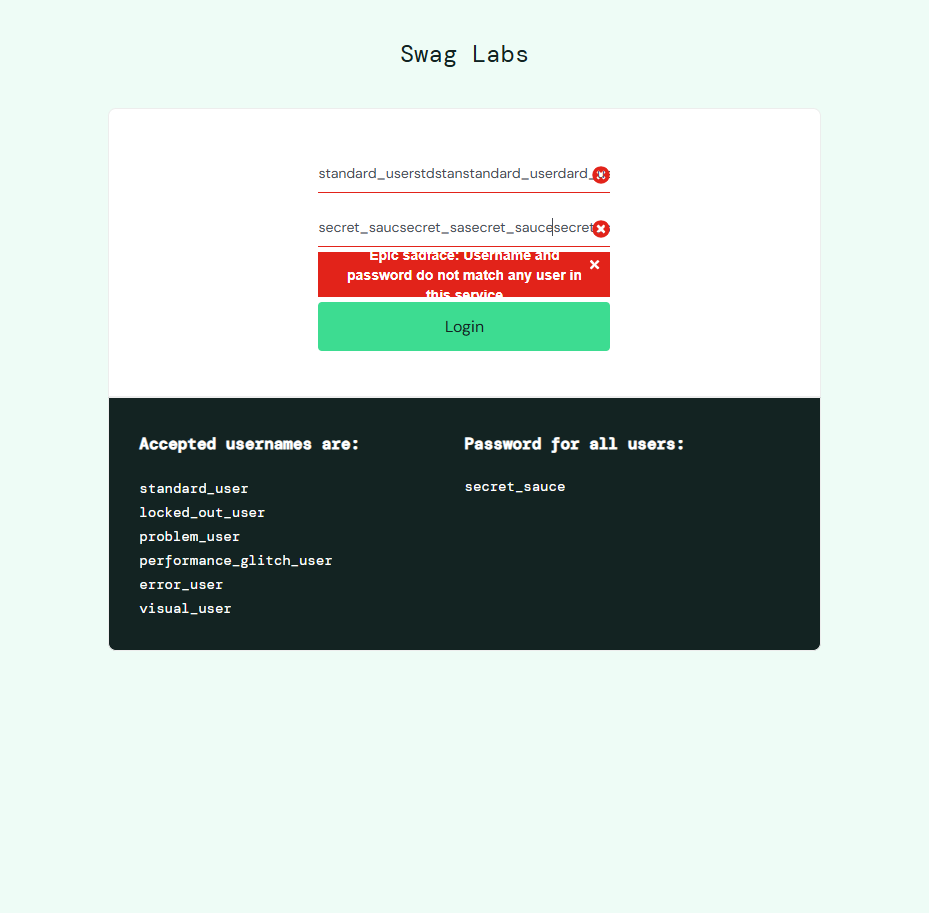 Swag Labs
standard_userstdstanstandard_userdard_
secret_saucsecret_sasecret_saucesecret
Epic sadface: Username and
password do not match any user in
this service
Login
Accepted usernames are:
Password for all users:
standard_user
secret_sauce
locked_out_user
problem_user
performance_glitch_user
error_user
visual_user